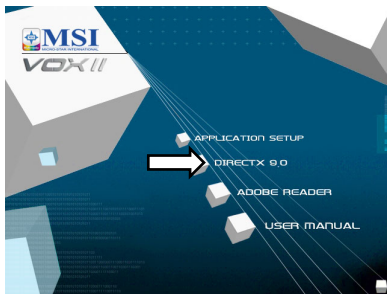 MSI
MICRO-STAR INTERNATIONAL
VOX II
APPLICATION SETUP
DIRECTX 9.0
ADOBE READER
USER MANUAL